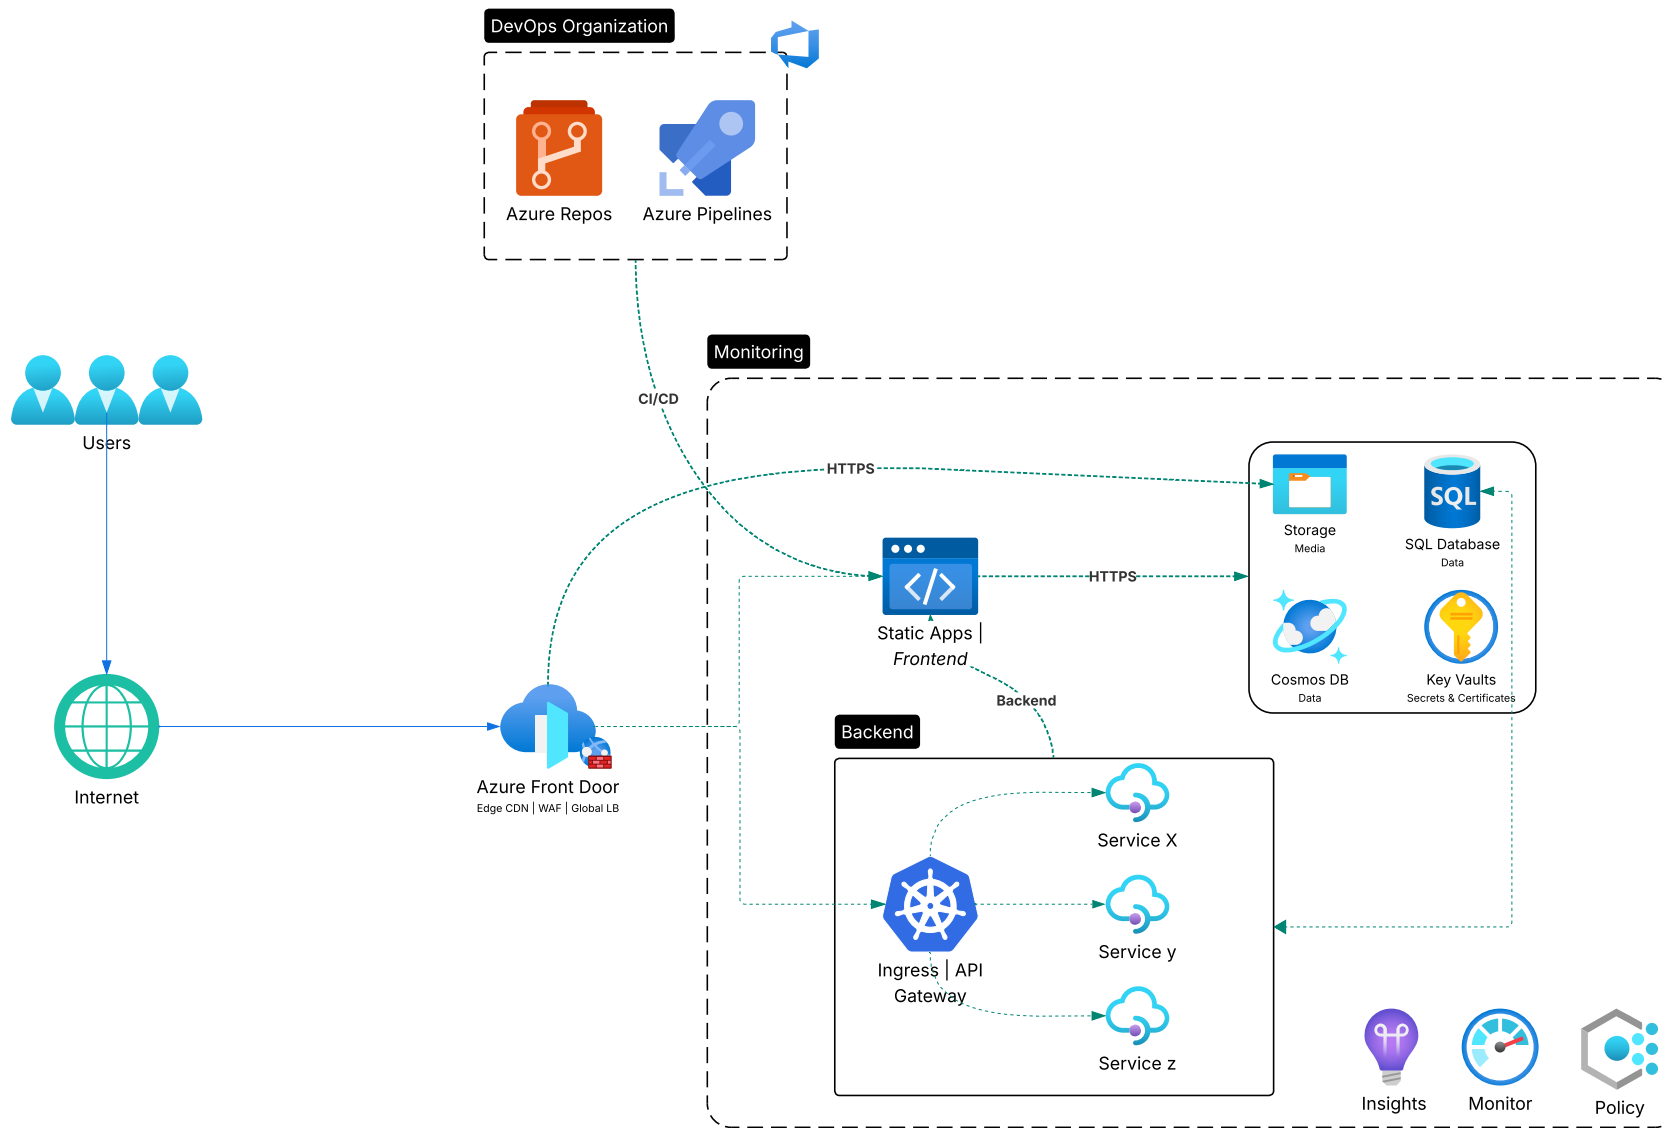 DevOps Organization
Azure Repos
Azure Pipelines
Monitoring
CI/CD
Users
HTTPS
SQL
Storage
Media
SQL Database
Data
HTTPS
Static Apps |
Frontend
Cosmos DB
Data
Key Vaults
Secrets & Certificates
Backend
Backend
Internet
Azure Front Door
Edge CDN | WAF | Global LB
Service X
Service y
Ingress | API
Gateway
Service z
Insights
Monitor
Policy